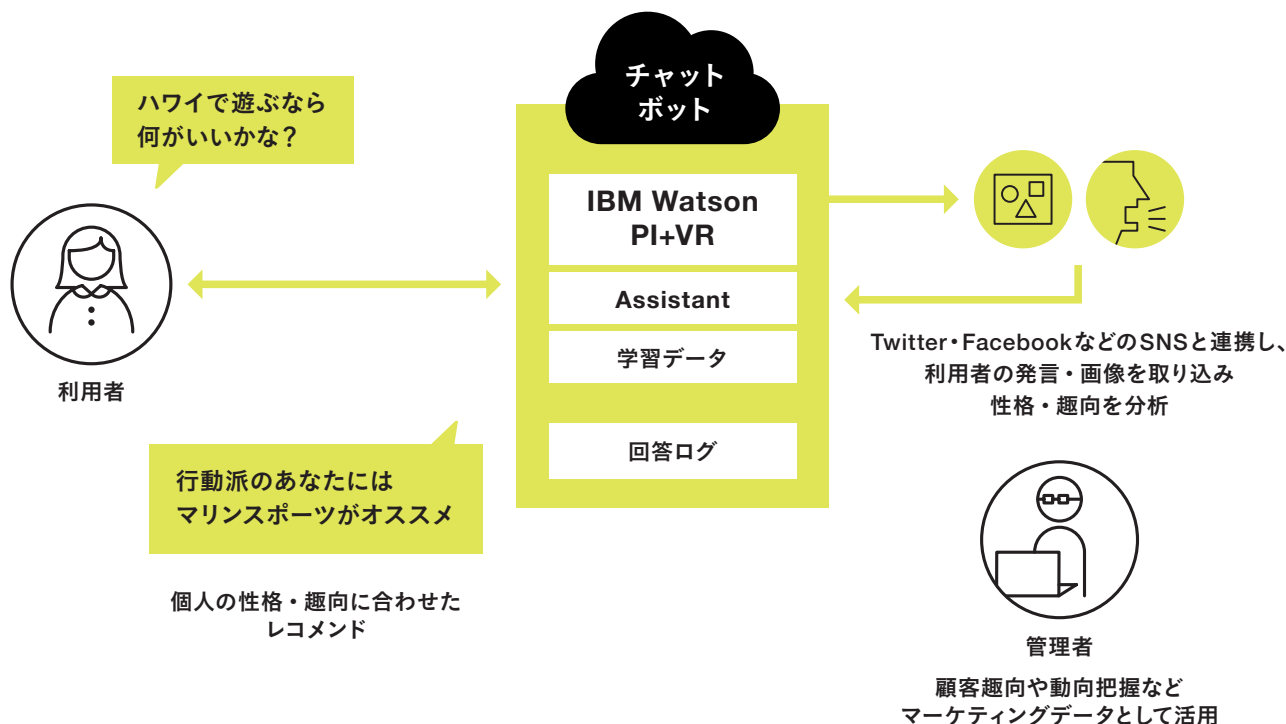 チャット
ボット
ハワイで遊ぶなら
何がいいかな？
利用者
IBM Watson
PI+VR
Assistant
学習データ
回答ログ
Twitter・FacebookなどのSNSと連携し、
利用者の発言・画像を取り込み
性格・趣向を分析
行動派のあなたには
マリンスポーツがオススメ
個人の性格・趣向に合わせた
レコメンド
管理者
顧客趣向や動向把握など
マーケティングデータとして活用